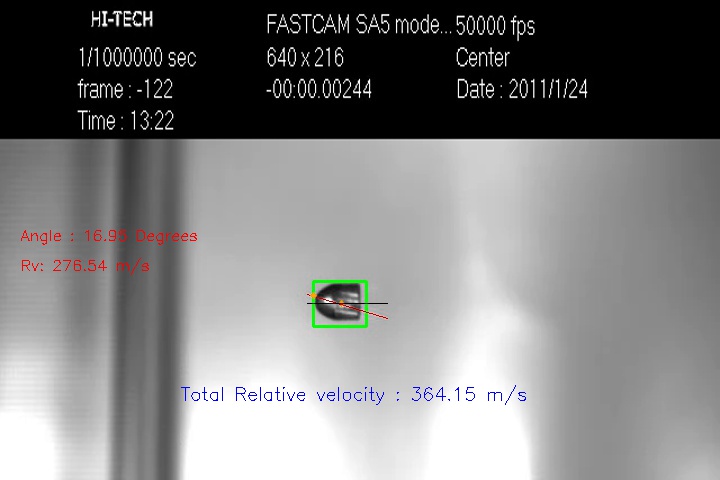 HI-TECH FASTCAM SA5 mode... 50000 fps
1/1000000 sec 640 x 216 Center
frame : -122 -00:00.00244 Date : 2011/1/24
Time : 13:22
Angle : 16.95 Degrees
Rv: 276.54 m/s
Total Relative velocity : 364.15 m/s